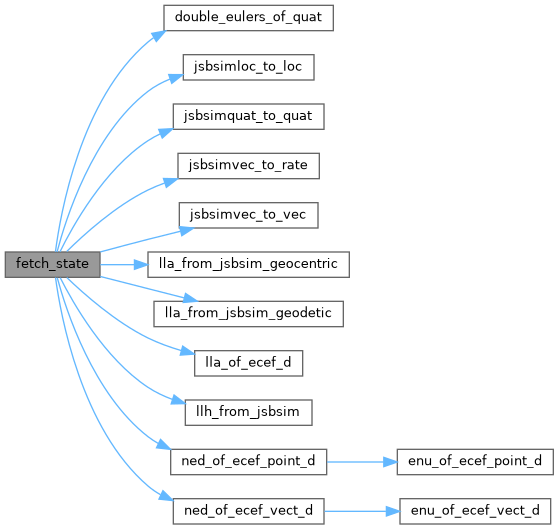 double_eulers_of_quat
jsbsimloc_to_loc
jsbsimquat_to_quat
jsbsimvec_to_rate
jsbsimvec_to_vec
fetch_state
lla_from_jsbsim_geocentric
lla_from_jsbsim_geodetic
lla_of_ecef_d
llh_from_jsbsim
ned_of_ecef_point_d
enu_of_ecef_point_d
ned_of_ecef_vect_d
enu_of_ecef_vect_d